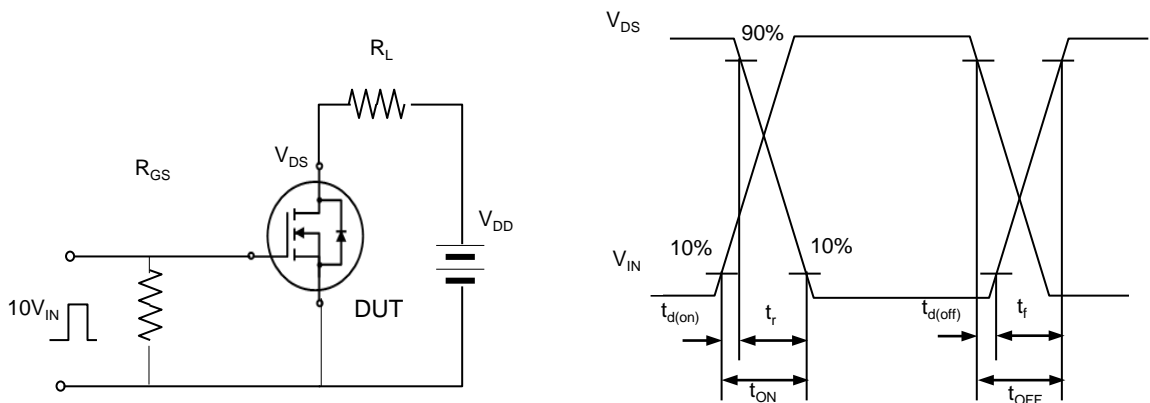 R_L
V_DS
R_GS
V_DD
10V_IN
DUT
V_DS
90%
10%
10%
V_IN
t_d(on)
t_r
t_d(off)
t_f
t_ON
t_OFF